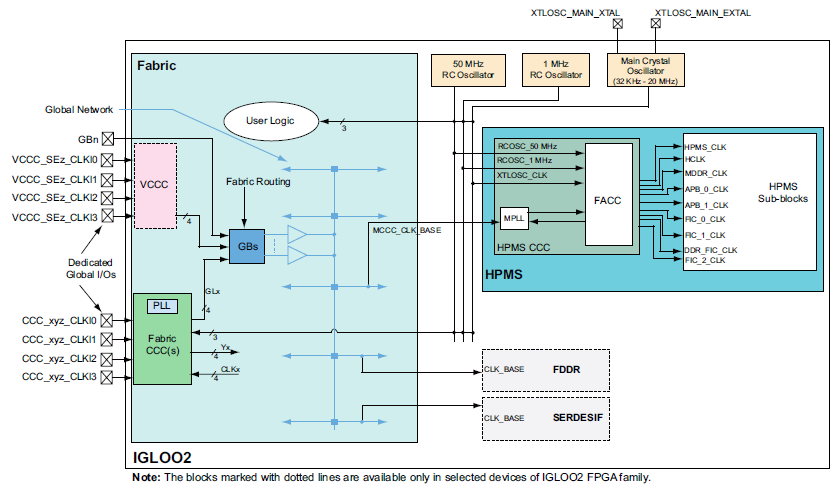 XTLOSC_MAIN_XTAL
XTLOSC_MAIN_EXTAL
Fabric
50 MHz
RC Oscillator
1 MHz
RC Oscillator
Main Crystal
Oscillator
(32 KHz - 20 MHz)
Global Network
User Logic
3
GBn
VCCC_SEz_CLKI0
VCCC_SEz_CLKI1
VCCC_SEz_CLKI2
VCCC_SEz_CLKI3
VCCC
4
Fabric Routing
GBs
Dedicated
Global I/Os
GLx
4
MCCC_CLK_BASE
RCOSC_50 MHz
RCOSC_1 MHz
XTLOSC_CLK
FACC
MPLL
HPMS CCC
HPMS
HPMS_CLK
HCLK
MDDR_CLK
APB_0_CLK
APB_1_CLK
FIC_0_CLK
FIC_1_CLK
DDR_FIC_CLK
FIC_2_CLK
HPMS
Sub-blocks
PLL
Fabric
CCC(s)
CCC_xyz_CLKI0
CCC_xyz_CLKI1
CCC_xyz_CLKI2
CCC_xyz_CLKI3
3
Yx
4
CLKx
4
CLK_BASE
FDDR
CLK_BASE
SERDESIF
IGLOO2
Note: The blocks marked with dotted lines are available only in selected devices of IGLOO2 FPGA family.